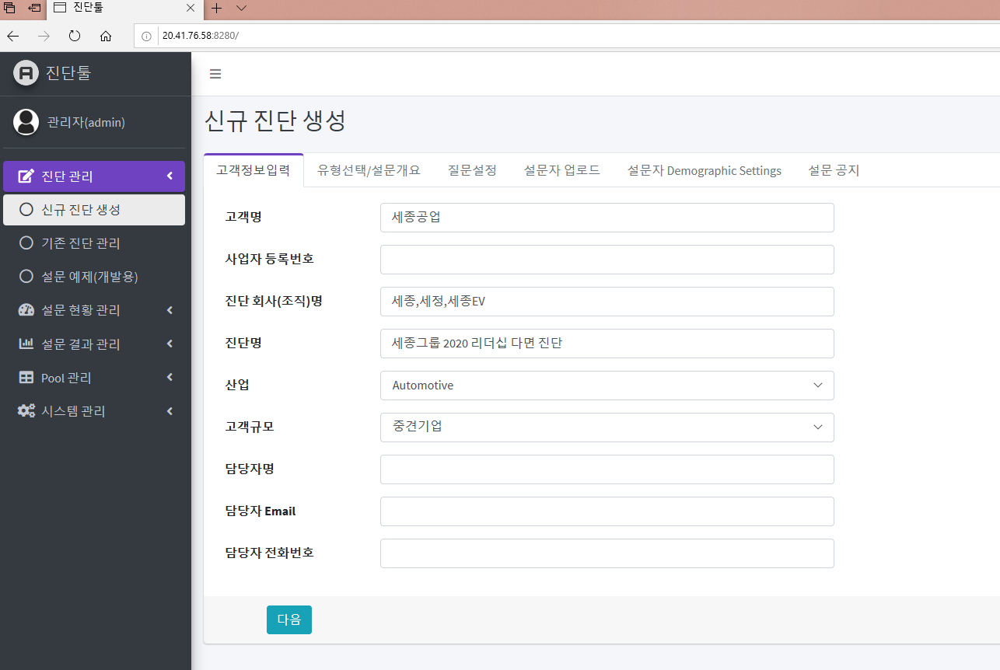 진단툴
20.41.76.58:8280/
진단툴
관리자(admin)
진단 관리
신규 진단 생성
기존 진단 관리
설문 예제(개발용)
설문 현황 관리
설문 결과 관리
Pool 관리
시스템 관리
신규 진단 생성
고객정보입력 유형선택/설문개요 질문설정 설문자 업로드 설문자 Demographic Settings 설문 공지
고객명 세종공업
사업자 등록번호
진단 회사(조직)명 세종,세정,세종EV
진단명 세종그룹 2020 리더십 다면 진단
산업 Automotive
고객규모 중견기업
담당자명
담당자 Email
담당자 전화번호
다음